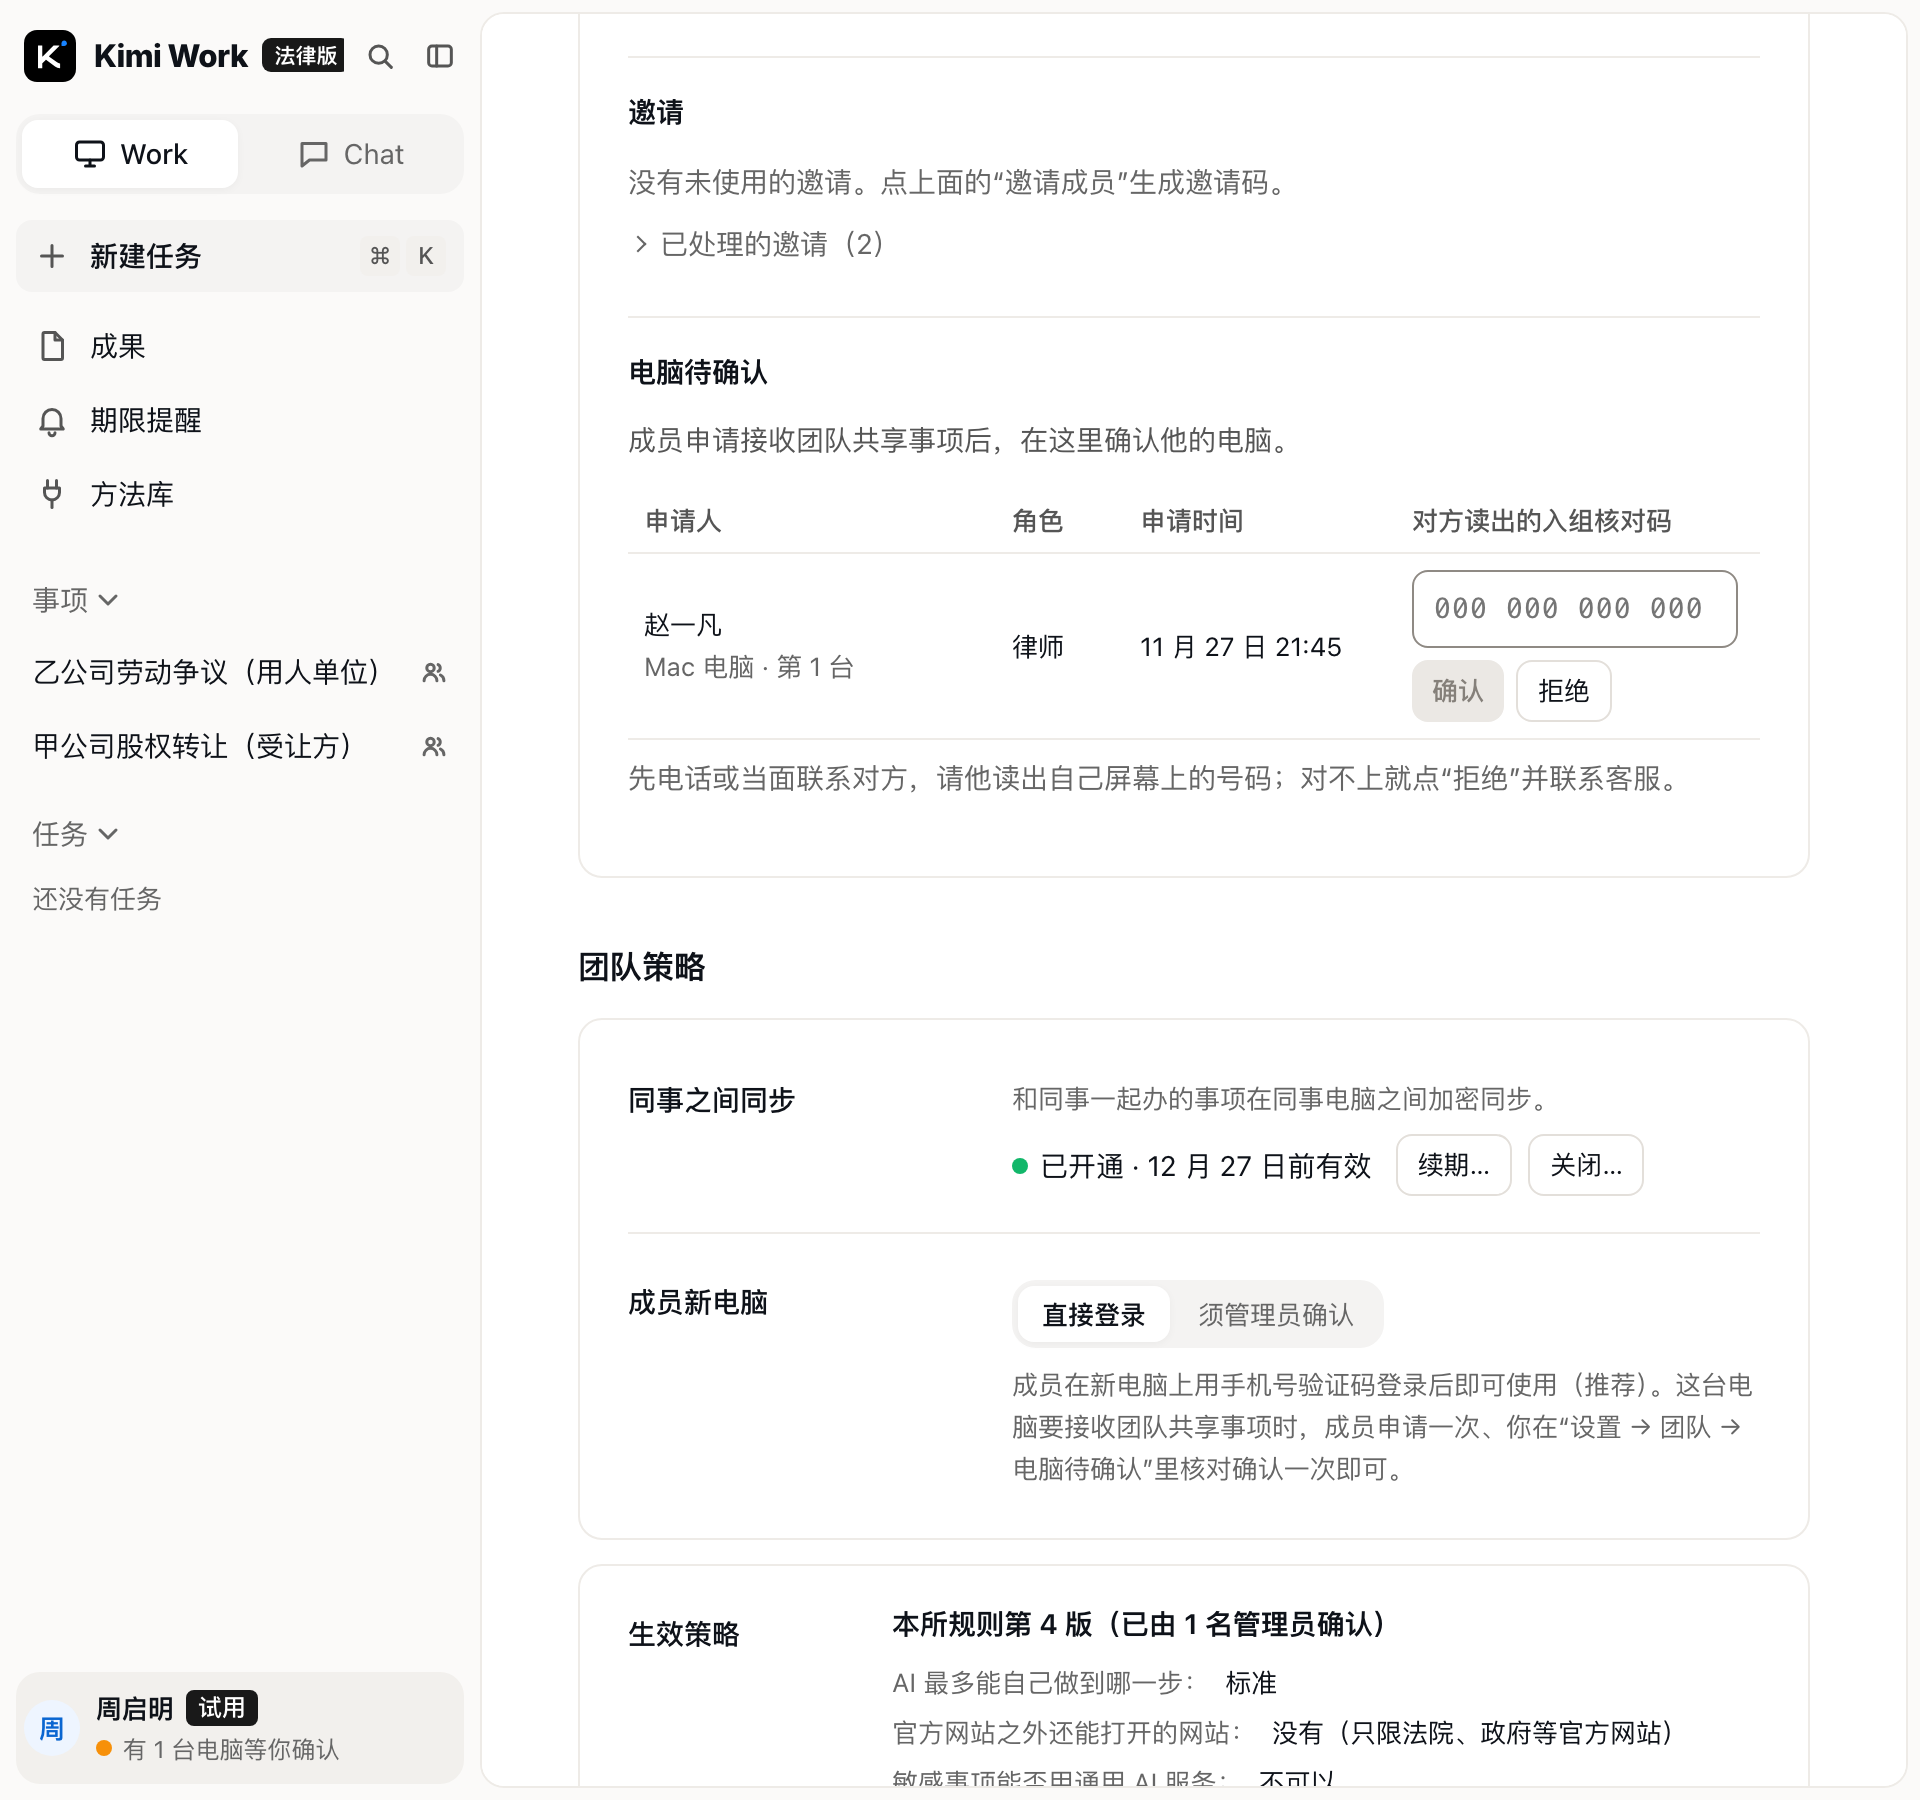 Kimi Work 法律版
Work Chat
新建任务 ⌘ K
成果
期限提醒
方法库
事项
乙公司劳动争议（用人单位）
甲公司股权转让（受让方）
任务
还没有任务
周 周启明 试用
有 1 台电脑等你确认
邀请
没有未使用的邀请。点上面的“邀请成员”生成邀请码。
已处理的邀请（2）
电脑待确认
成员申请接收团队共享事项后，在这里确认他的电脑。
申请人 角色 申请时间 对方读出的入组核对码
赵一凡
Mac 电脑 · 第 1 台
律师 11 月 27 日 21:45
000 000 000 000
确认 拒绝
先电话或当面联系对方，请他读出自己屏幕上的号码；对不上就点“拒绝”并联系客服。
团队策略
同事之间同步 和同事一起办的事项在同事电脑之间加密同步。
已开通 · 12 月 27 日前有效 续期... 关闭...
成员新电脑 直接登录 须管理员确认
成员在新电脑上用手机号验证码登录后即可使用（推荐）。这台电
脑要接收团队共享事项时，成员申请一次、你在“设置 → 团队 →
电脑待确认”里核对确认一次即可。
生效策略 本所规则第 4 版（已由 1 名管理员确认）
AI 最多能自己做到哪一步： 标准
官方网站之外还能打开的网站： 没有（只限法院、政府等官方网站）
敏感事项能否用通用 AI 服务： 不可以